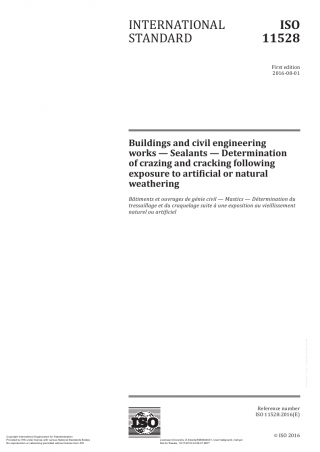 INTERNATIONAL
STANDARD
ISO
11528
First edition
2016-08-01
Buildings and civil engineering
works — Sealants — Determination
of crazing and cracking following
exposure to artificial or natural
weathering
Bâtiments et ouvrages de génie civil — Mastics — Détermination du
tressaillage et du craquelage suite à une exposition au vieillissement
naturel ou artificiel
Reference number
ISO 11528:2016(E)
ISO
© ISO 2016